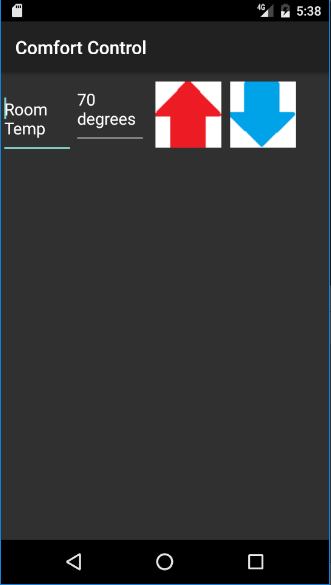 4G 5:38
Comfort Control
Room
Temp
70
degrees